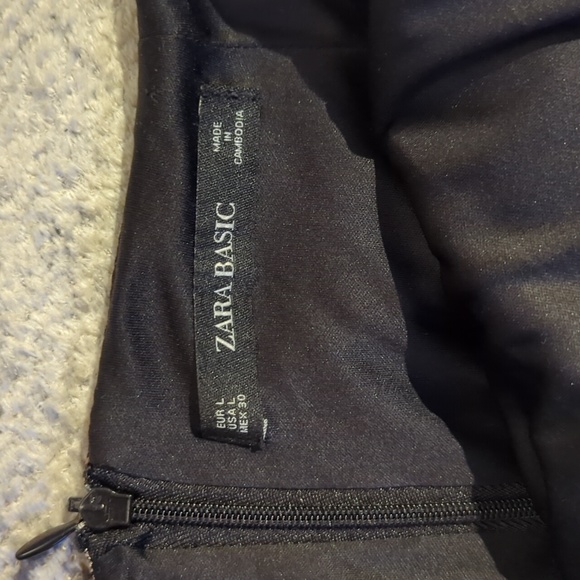 MADE
IN
CAMBODIA
ZARA BASIC
EUR L
USA L
MEX 30